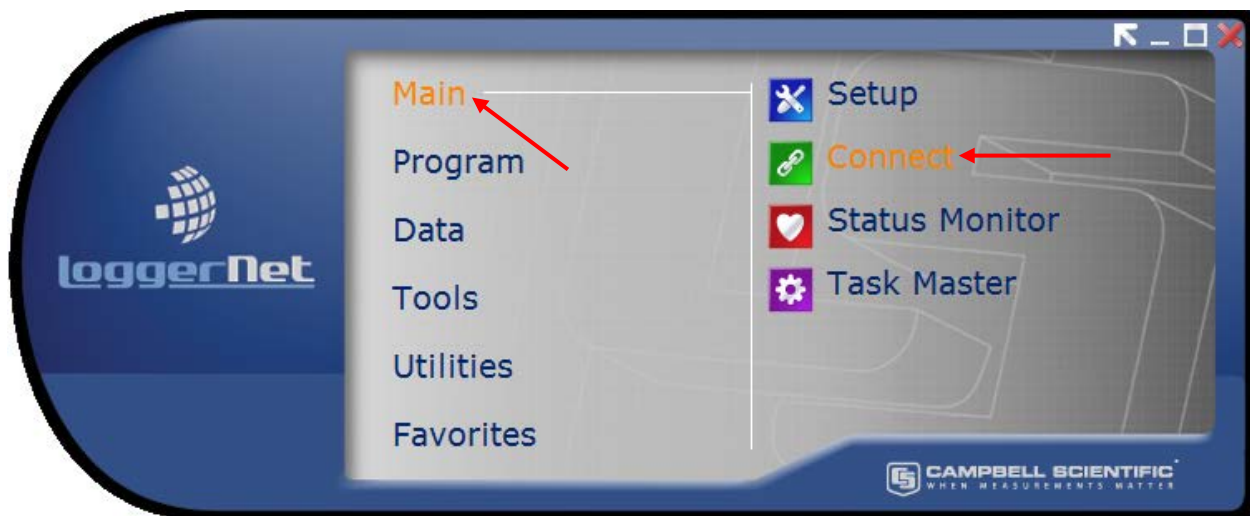 Main
Program
Data
Tools
Utilities
Favorites
Setup
Connect
Status Monitor
Task Master
loggerNet
CAMPBELL SCIENTIFIC
WHEN MEASUREMENTS MATTER